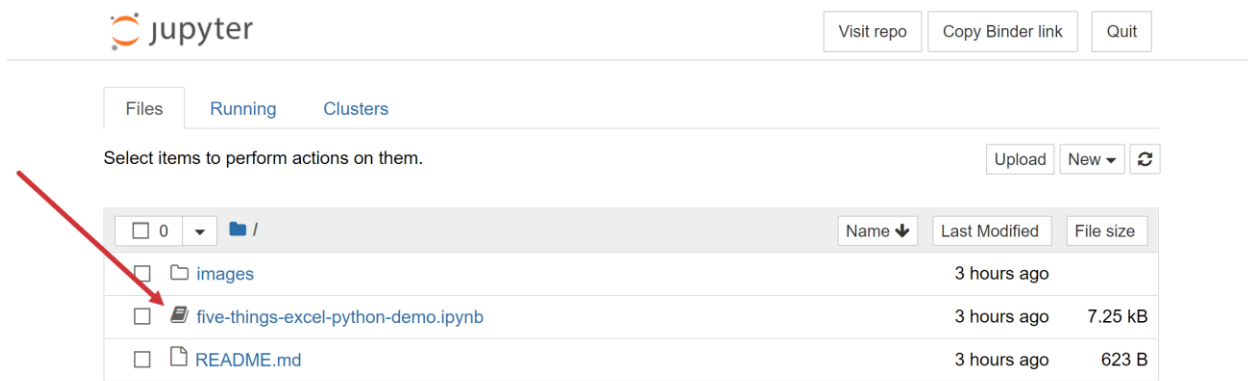 jupyter
Visit repo Copy Binder link Quit
Files Running Clusters
Select items to perform actions on them.
Upload New
0 /
Name Last Modified File size
images 3 hours ago
five-things-excel-python-demo.ipynb 3 hours ago 7.25 kB
README.md 3 hours ago 623 B